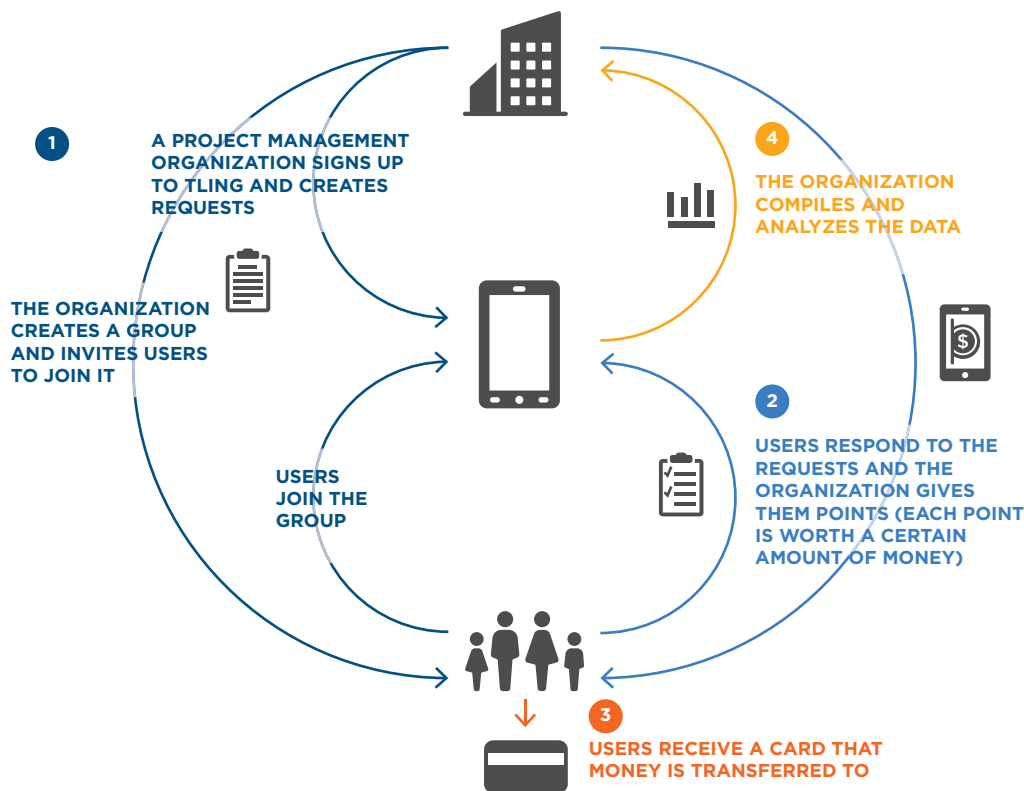 1
A PROJECT MANAGEMENT
ORGANIZATION SIGNS UP
TO TLING AND CREATES
REQUESTS
THE ORGANIZATION
CREATES A GROUP
AND INVITES USERS
TO JOIN IT
USERS
JOIN THE
GROUP
4
THE ORGANIZATION
COMPILES AND
ANALYZES THE DATA
$
2
USERS RESPOND TO THE
REQUESTS AND THE
ORGANIZATION GIVES
THEM POINTS (EACH POINT
IS WORTH A CERTAIN
AMOUNT OF MONEY)
3
USERS RECEIVE A CARD THAT
MONEY IS TRANSFERRED TO